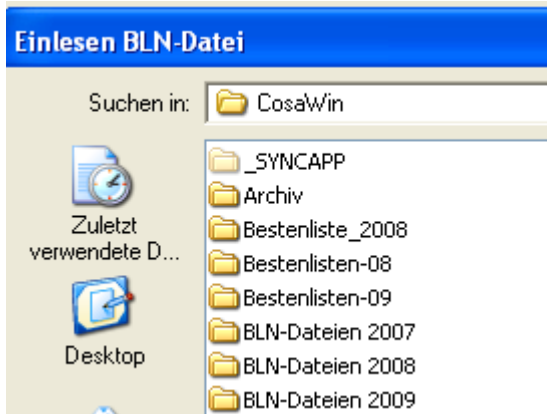 Einlesen BLN-Datei
Suchen in: CosaWin
_SYNCAPP
Archiv
Bestenliste_2008
Bestenlisten-08
Bestenlisten-09
BLN-Dateien 2007
BLN-Dateien 2008
BLN-Dateien 2009
Zuletzt
verwendete D...
Desktop